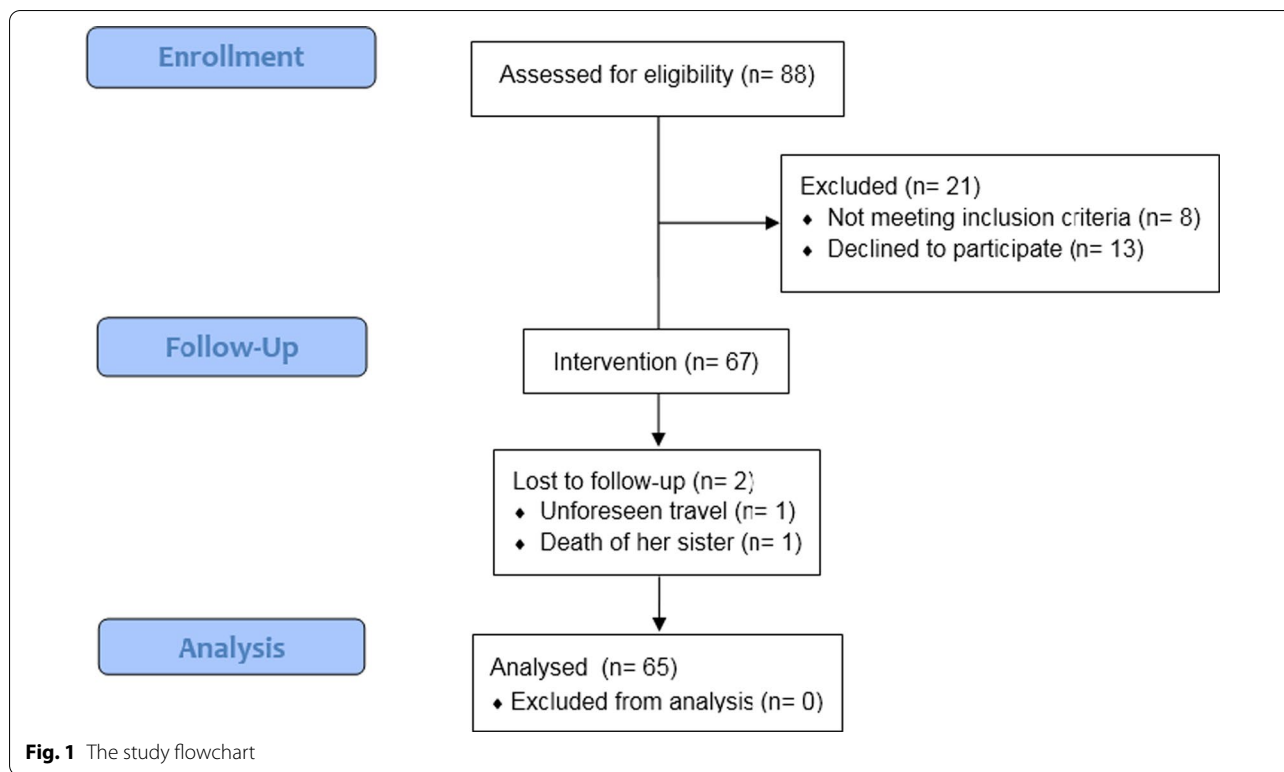 Enrollment
Assessed for eligibility (n= 88)
Excluded (n= 21)
♦ Not meeting inclusion criteria (n= 8)
♦ Declined to participate (n= 13)
Follow-Up
Intervention (n= 67)
Lost to follow-up (n= 2)
♦ Unforeseen travel (n= 1)
♦ Death of her sister (n= 1)
Analysis
Analysed (n= 65)
♦ Excluded from analysis (n= 0)
Fig. 1 The study flowchart